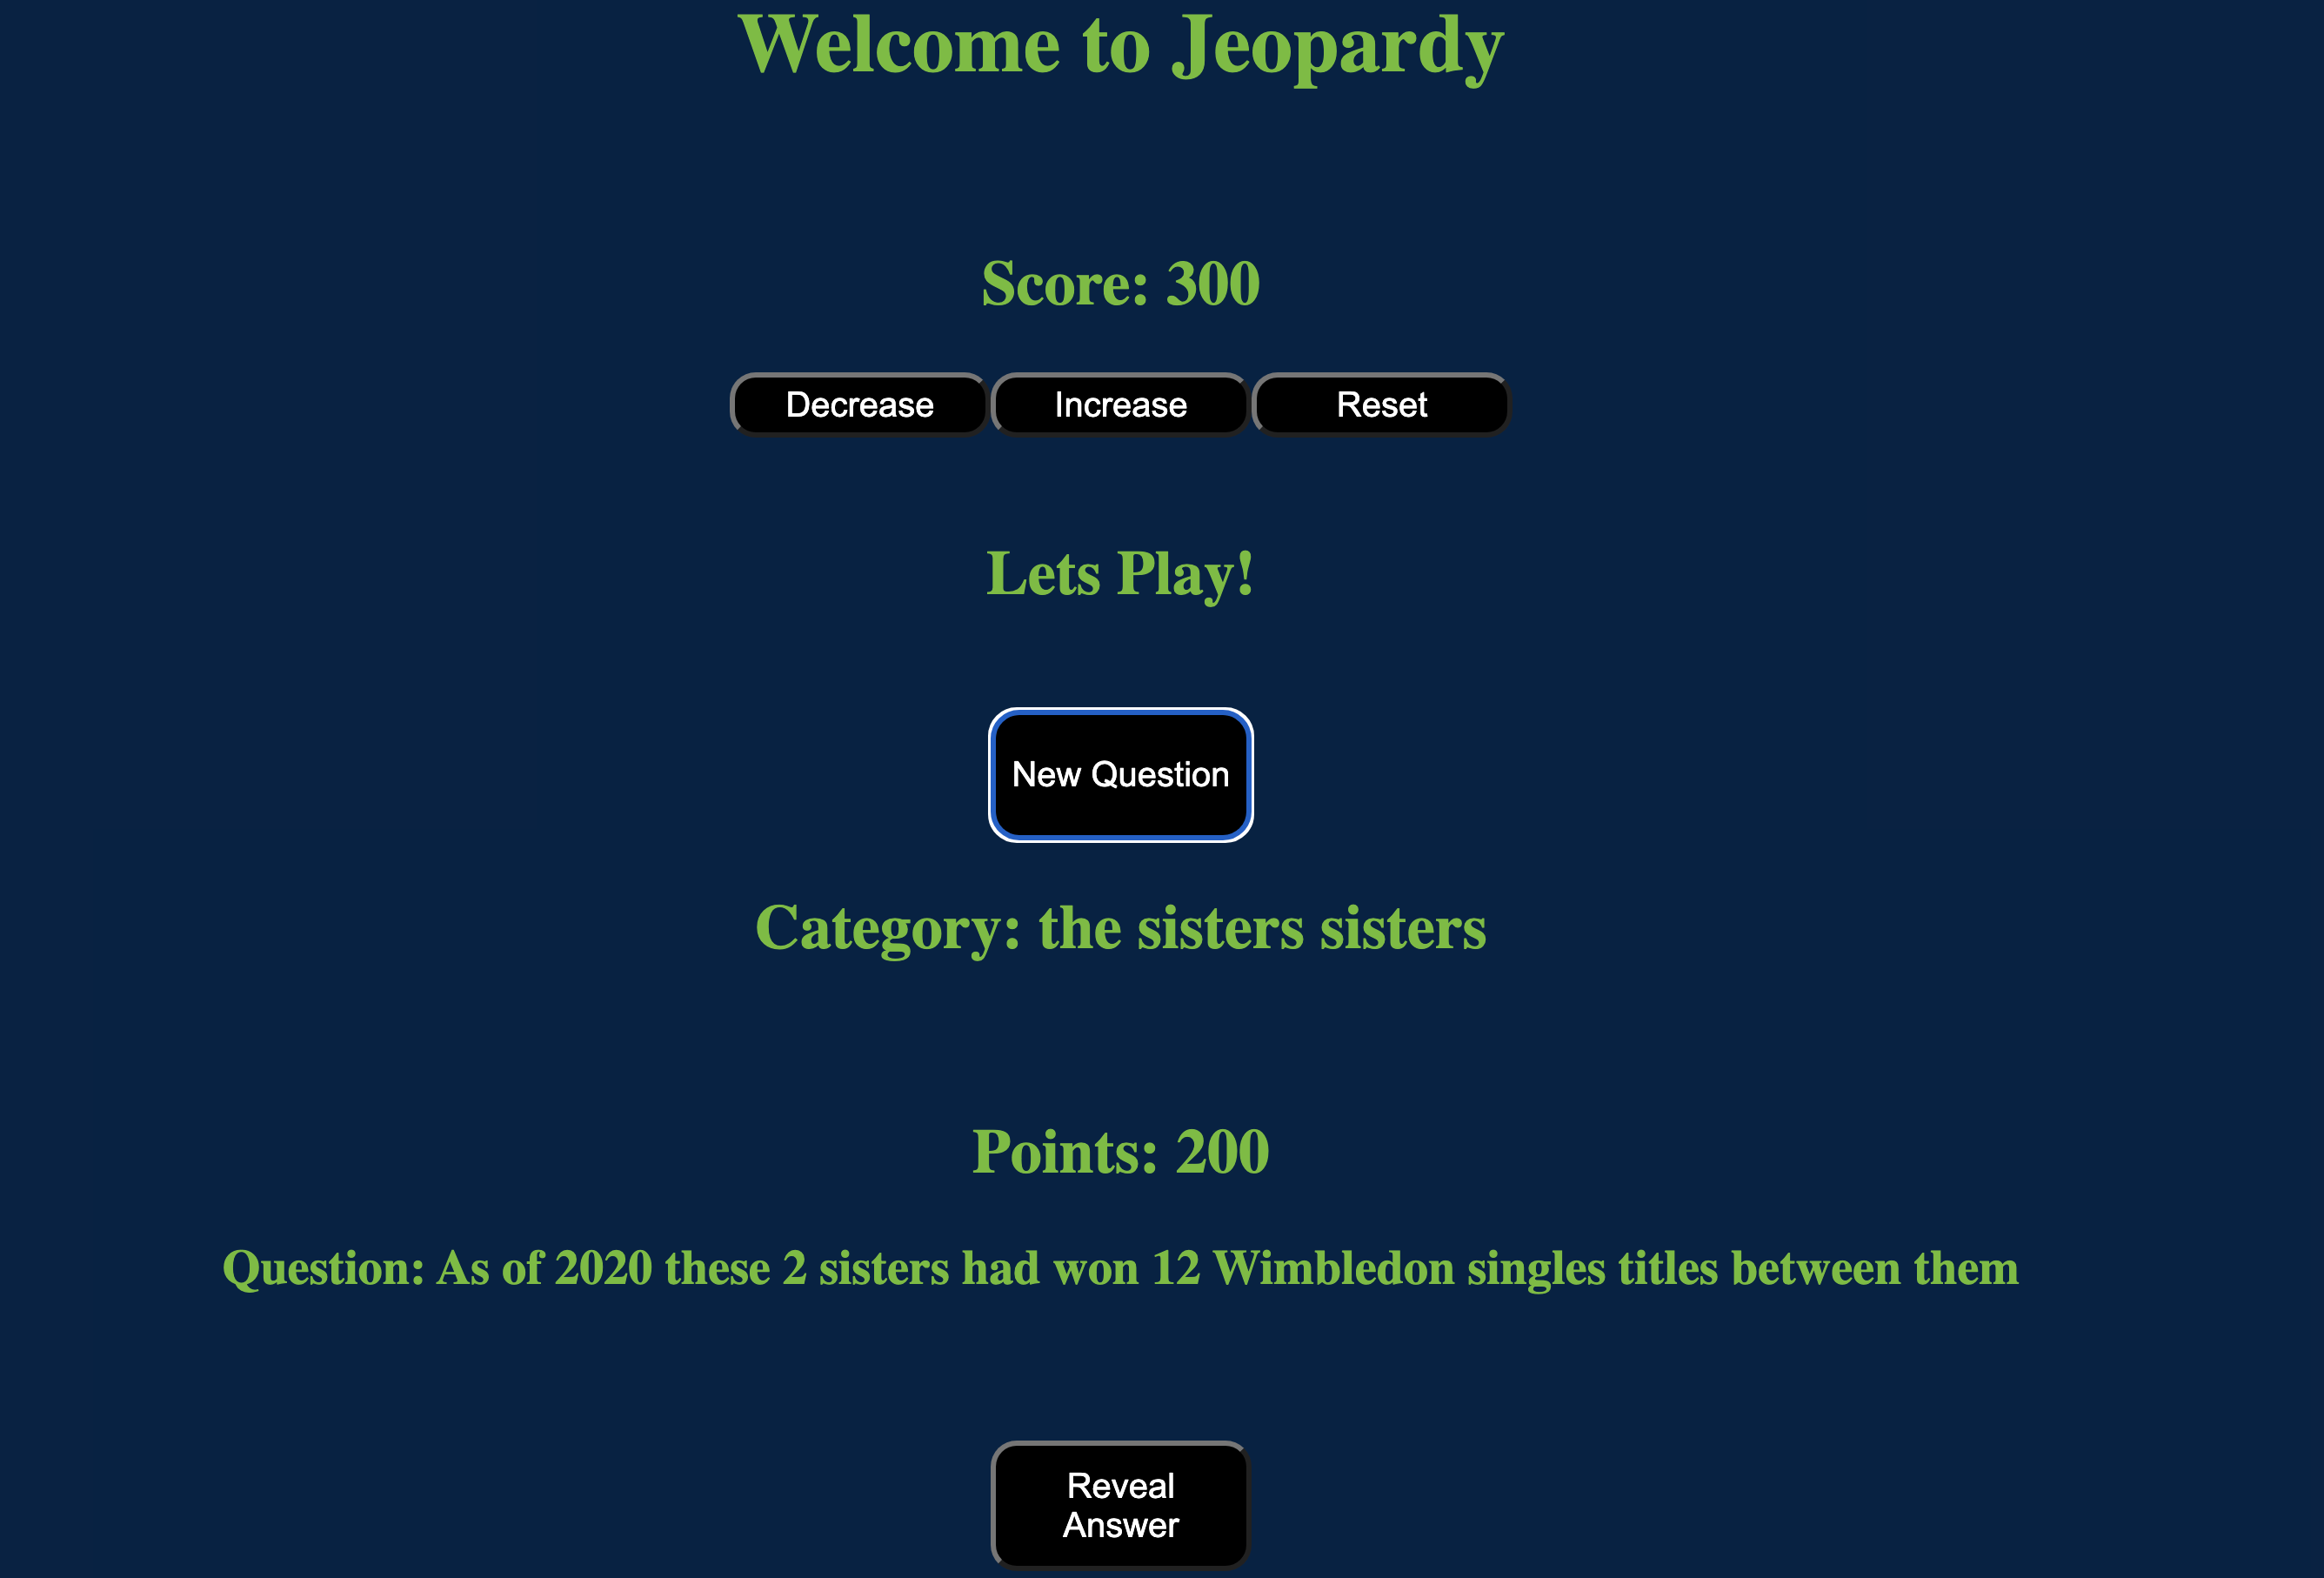 Welcome to Jeopardy
Score: 300
Decrease Increase Reset
Lets Play!
New Question
Category: the sisters sisters
Points: 200
Question: As of 2020 these 2 sisters had won 12 Wimbledon singles titles between them
Reveal
Answer